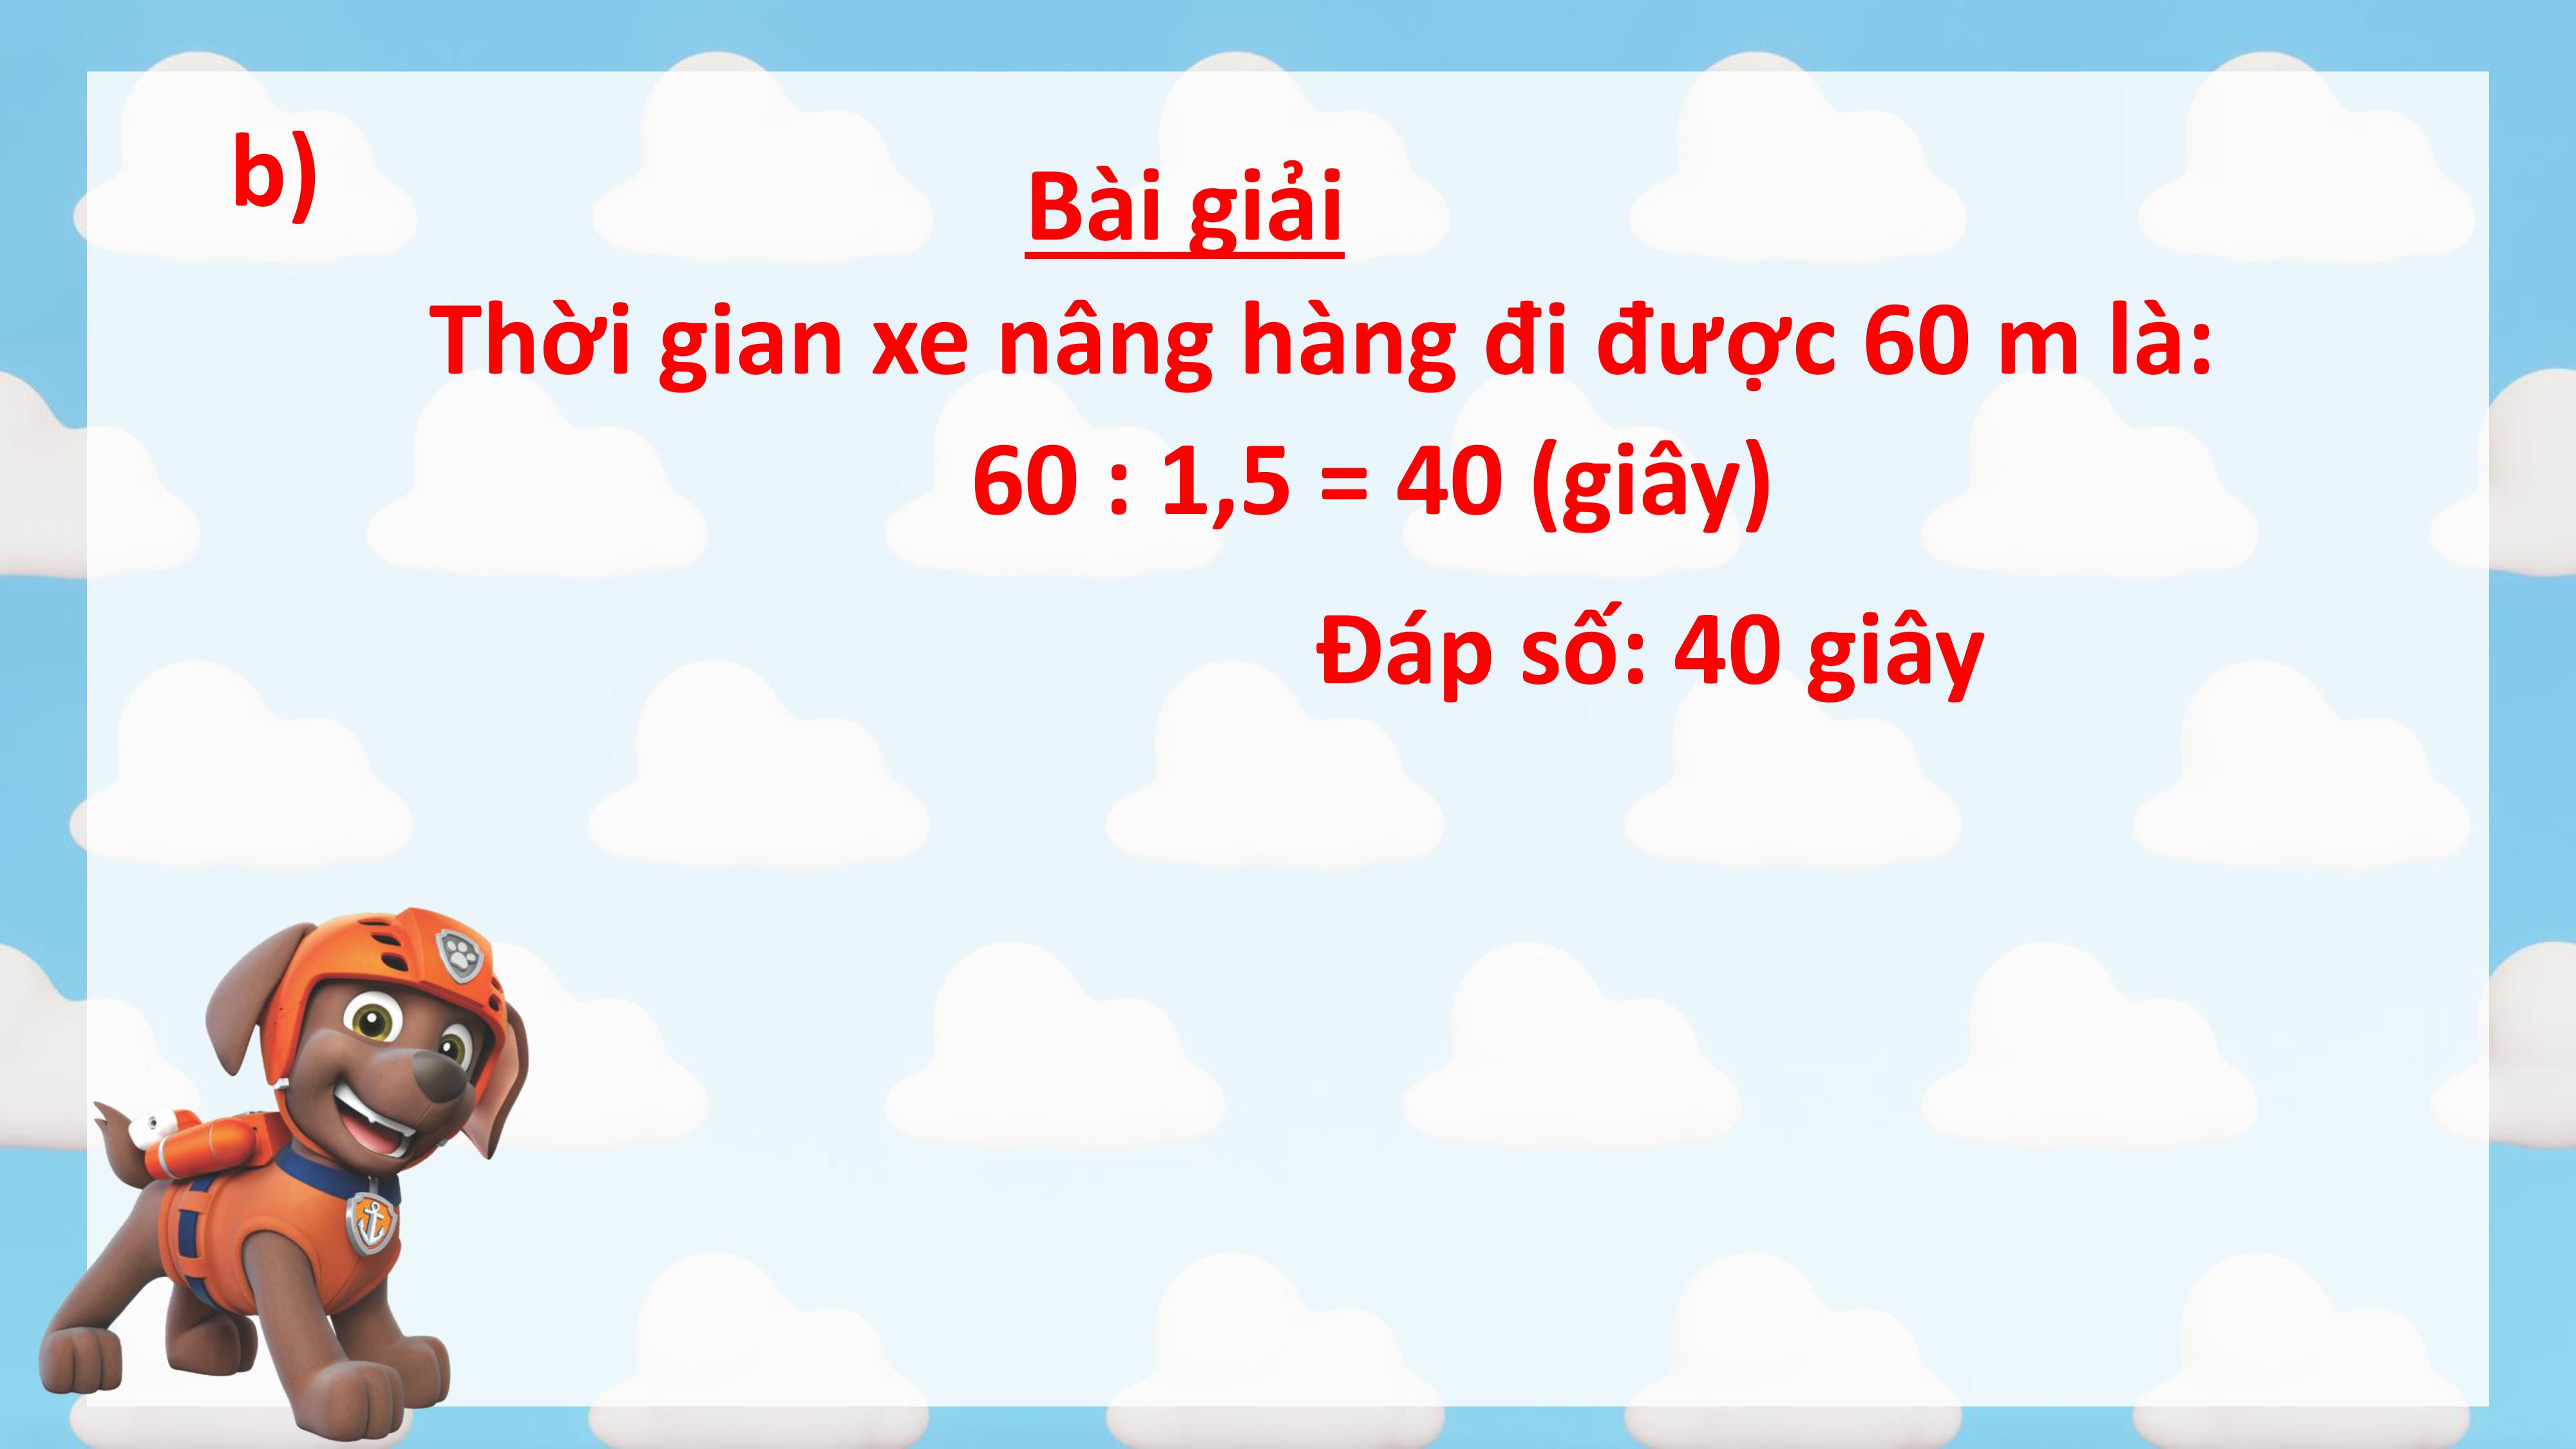 b)
Bài giải
Thời gian xe nâng hàng đi được 60 m là:
60 : 1,5 = 40 (giây)
Đáp số: 40 giây